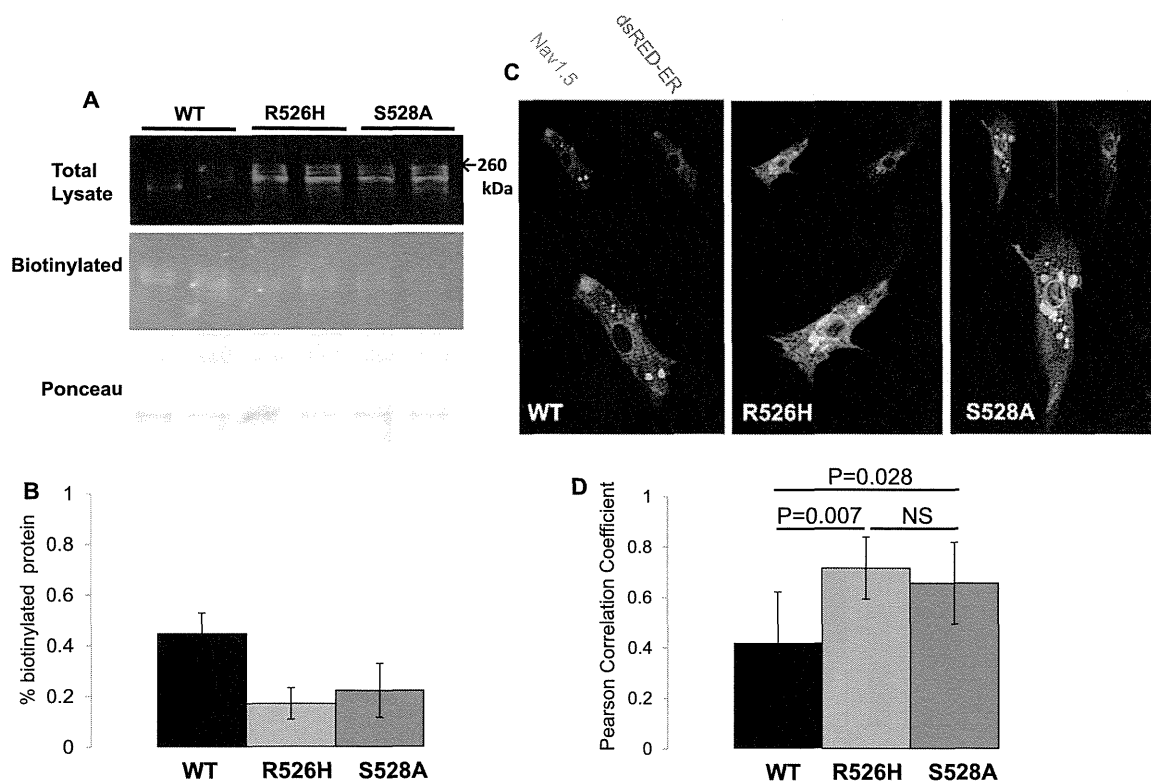 A
WT R526H S528A
Total
Lysate
←260
kDa
Biotinylated
Ponceau
C
Nav1.5
dsRED-ER
WT
R526H
S528A
B
% biotinylated protein
1
0.8
0.6
0.4
0.2
0
WT R526H S528A
D
Pearson Correlation Coefficient
P=0.028
P=0.007 NS
1
0.8
0.6
0.4
0.2
0
WT R526H S528A